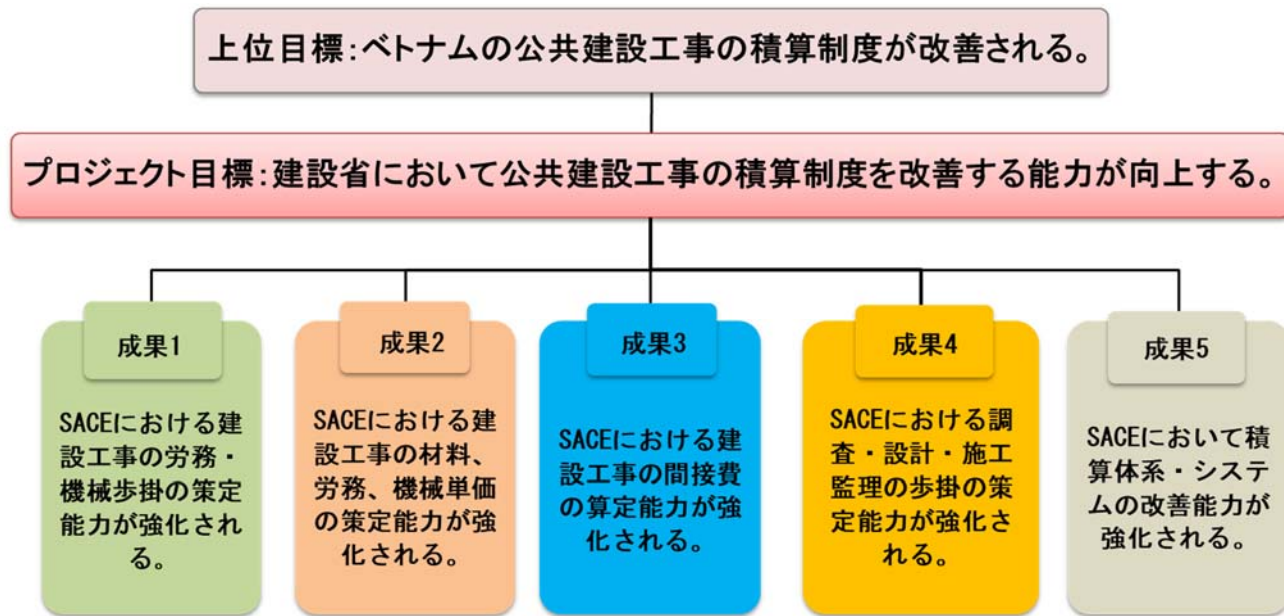 上位目標：ベトナムの公共建設工事の積算制度が改善される。
プロジェクト目標：建設省において公共建設工事の積算制度を改善する能力が向上する。
成果1
SACEにおける建
設工事の労務・
機械歩掛の策定
能力が強化され
る。
成果2
SACEにおける建
設工事の材料、
労務、機械単価
の策定能力が強
化される。
成果3
SACEにおける建
設工事の間接費
の算定能力が強
化される。
成果4
SACEにおける調
査・設計・施工
監理の歩掛の策
定能力が強化さ
れる。
成果5
SACEにおいて積
算体系・システ
ムの改善能力が
強化される。